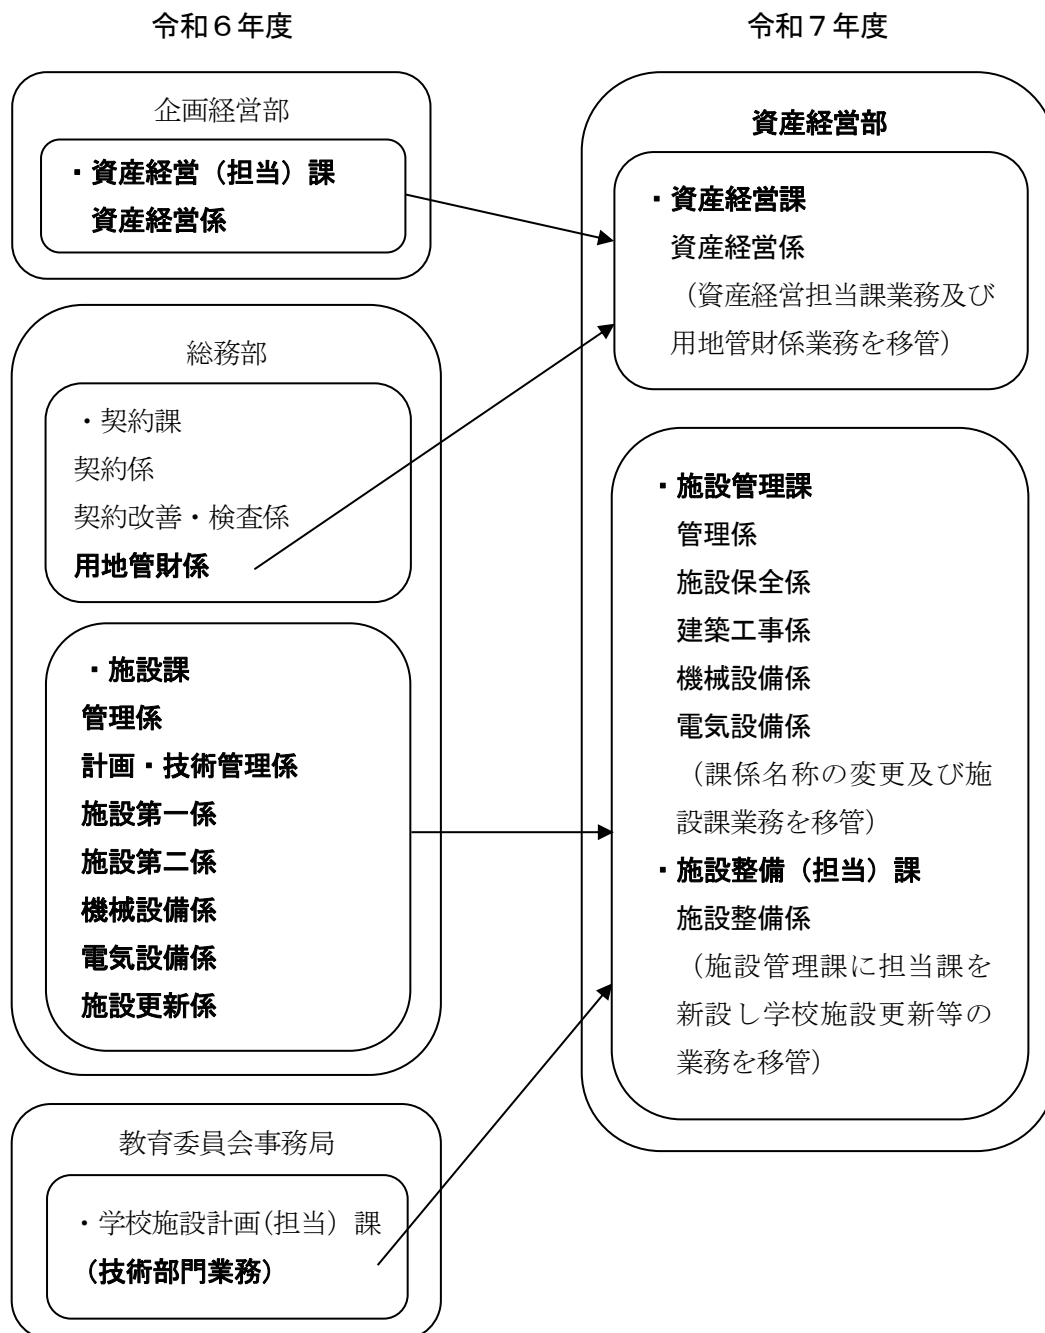 令和６年度
企画経営部
・資産経営（担当）課
資産経営係
総務部
・契約課
契約係
契約改善・検査係
用地管財係
・施設課
管理係
計画・技術管理係
施設第一係
施設第二係
機械設備係
電気設備係
施設更新係
教育委員会事務局
・学校施設計画(担当）課
（技術部門業務）
令和７年度
資産経営部
・資産経営課
資産経営係
（資産経営担当課業務及び
用地管財係業務を移管）
・施設管理課
管理係
施設保全係
建築工事係
機械設備係
電気設備係
（課係名称の変更及び施
設課業務を移管）
・施設整備（担当）課
施設整備係
（施設管理課に担当課を
新設し学校施設更新等の
業務を移管）